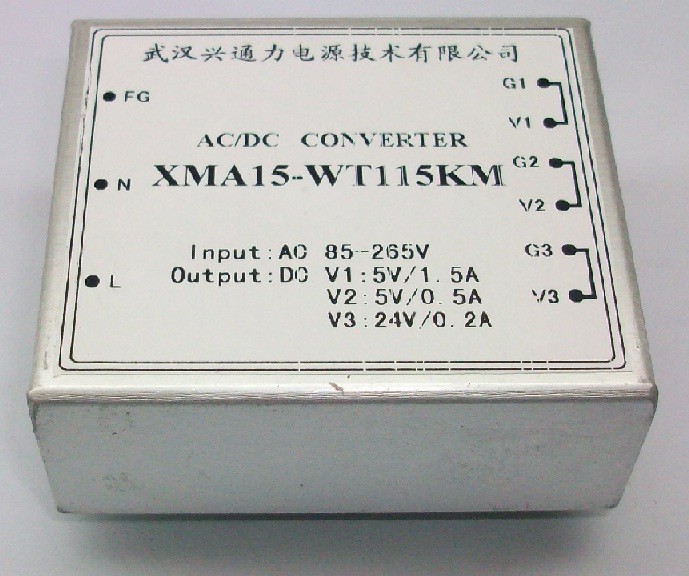 武汉兴通力电源技术有限公司
G1
FG
V1
AC/DC CONVERTER
G2
N XMA15-WT115KM
V2
Input:AC 85-265V G3
L Output:DC V1:5V/1.5A
V2:5V/0.5A V3
V3:24V/0.2A